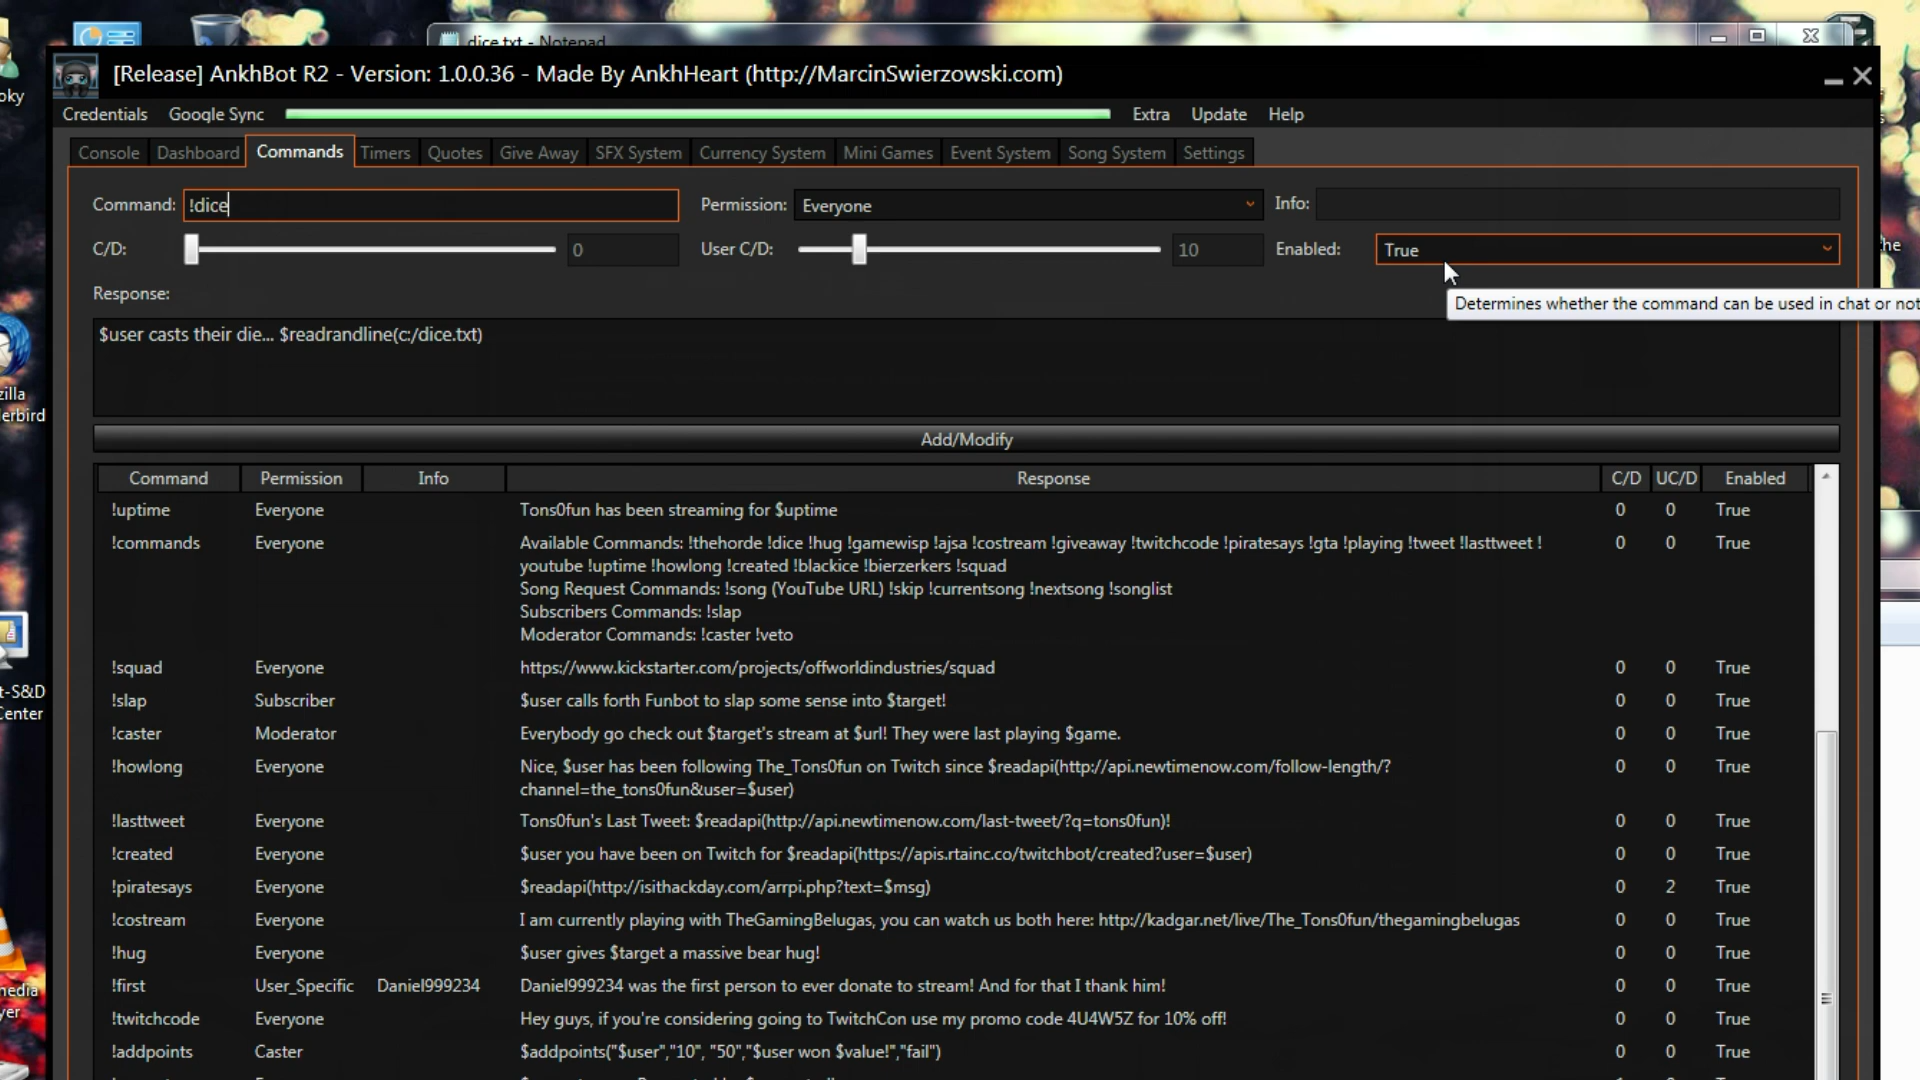 dice.txt - Notepad
[Release] AnkhBot R2 - Version: 1.0.0.36 - Made By AnkhHeart (http://MarcinSwierzowski.com)
oky
Credentials Google Sync Extra Update Help
Console Dashboard Commands Timers Quotes Give Away SFX System Currency System Mini Games Event System Song System Settings
Command: !dice Permission: Everyone Info:
C/D: 0 User C/D: 10 Enabled: True
he
Response:
Determines whether the command can be used in chat or not
$user casts their die... $readrandline(c:/dice.txt)
zilla
erbird
Add/Modify
Command Permission Info Response C/D UC/D Enabled
!uptime Everyone Tons0fun has been streaming for $uptime 0 0 True
!commands Everyone Available Commands: !thehorde !dice !hug !gamewisp !ajsa !costream !giveaway !twitchcode !piratesays !gta !playing !tweet !lasttweet ! 0 0 True
youtube !uptime !howlong !created !blackice !bierzerkers !squad
Song Request Commands: !song (YouTube URL) !skip !currentsong !nextsong !songlist
Subscribers Commands: !slap
Moderator Commands: !caster !veto
!squad Everyone https://www.kickstarter.com/projects/offworldindustries/squad 0 0 True
t-S&D
Center
!slap Subscriber $user calls forth Funbot to slap some sense into $target! 0 0 True
!caster Moderator Everybody go check out $target's stream at $url! They were last playing $game. 0 0 True
!howlong Everyone Nice, $user has been following The_Tons0fun on Twitch since $readapi(http://api.newtimenow.com/follow-length/? 0 0 True
channel=the_tons0fun&user=$user)
!lasttweet Everyone Tons0fun's Last Tweet: $readapi(http://api.newtimenow.com/last-tweet/?q=tons0fun)! 0 0 True
!created Everyone $user you have been on Twitch for $readapi(https://apis.rtainc.co/twitchbot/created?user=$user) 0 0 True
!piratesays Everyone $readapi(http://isithackday.com/arrpi.php?text=$msg) 0 2 True
!costream Everyone I am currently playing with TheGamingBelugas, you can watch us both here: http://kadgar.net/live/The_Tons0fun/thegamingbelugas 0 0 True
!hug Everyone $user gives $target a massive bear hug! 0 0 True
!first User_Specific Daniel999234 Daniel999234 was the first person to ever donate to stream! And for that I thank him! 0 0 True
media
yer
!twitchcode Everyone Hey guys, if you're considering going to TwitchCon use my promo code 4U4W5Z for 10% off! 0 0 True
!addpoints Caster $addpoints("$user","10", "50","$user won $value!","fail") 0 0 True